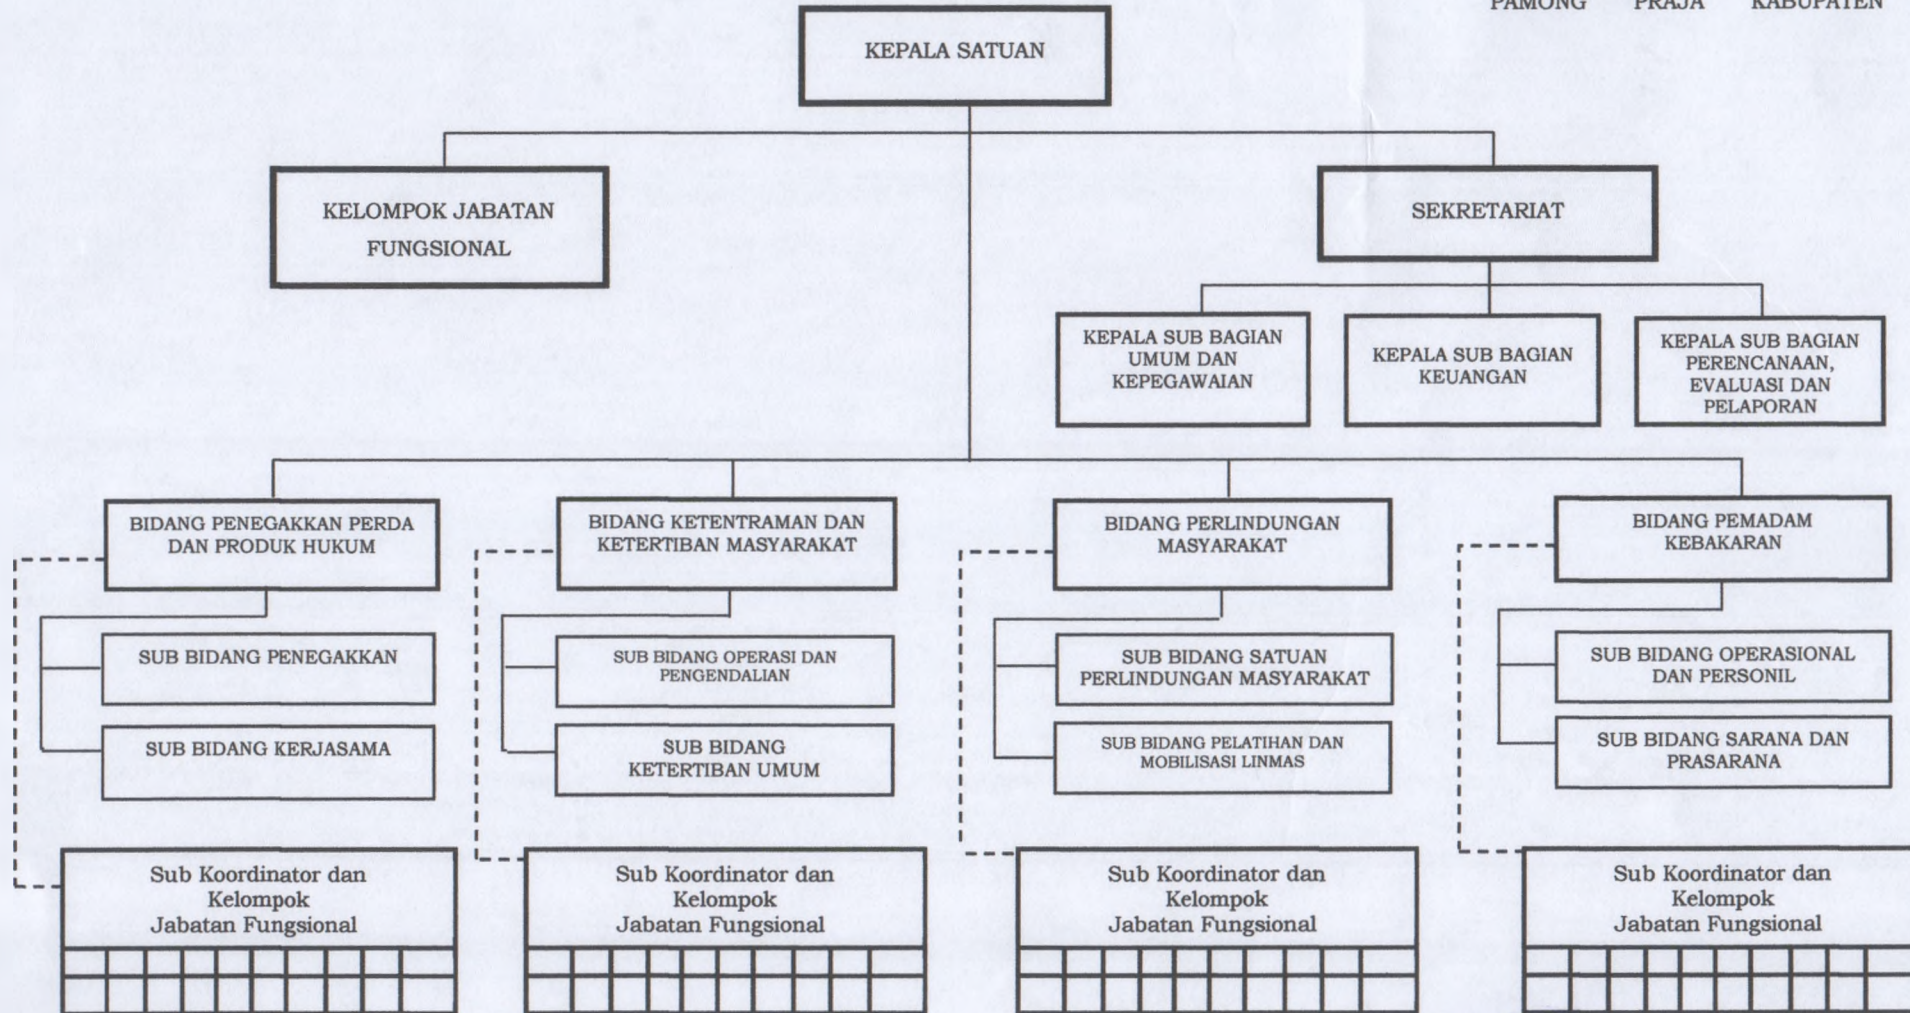 PAMONG PRAJA KABUPATEN
KEPALA SATUAN
KELOMPOK JABATAN
FUNGSIONAL
SEKRETARIAT
KEPALA SUB BAGIAN
UMUM DAN
KEPEGAWAIAN
KEPALA SUB BAGIAN
KEUANGAN
KEPALA SUB BAGIAN
PERENCANAAN,
EVALUASI DAN
PELAPORAN
BIDANG PENEGAKKAN PERDA
DAN PRODUK HUKUM
BIDANG KETENTRAMAN DAN
KETERTIBAN MASYARAKAT
BIDANG PERLINDUNGAN
MASYARAKAT
BIDANG PEMADAM
KEBAKARAN
SUB BIDANG PENEGAKKAN
SUB BIDANG OPERASI DAN
PENGENDALIAN
SUB BIDANG SATUAN
PERLINDUNGAN MASYARAKAT
SUB BIDANG OPERASIONAL
DAN PERSONIL
SUB BIDANG KERJASAMA
SUB BIDANG
KETERTIBAN UMUM
SUB BIDANG PELATIHAN DAN
MOBILISASI LINMAS
SUB BIDANG SARANA DAN
PRASARANA
Sub Koordinator dan
Kelompok
Jabatan Fungsional
Sub Koordinator dan
Kelompok
Jabatan Fungsional
Sub Koordinator dan
Kelompok
Jabatan Fungsional
Sub Koordinator dan
Kelompok
Jabatan Fungsional